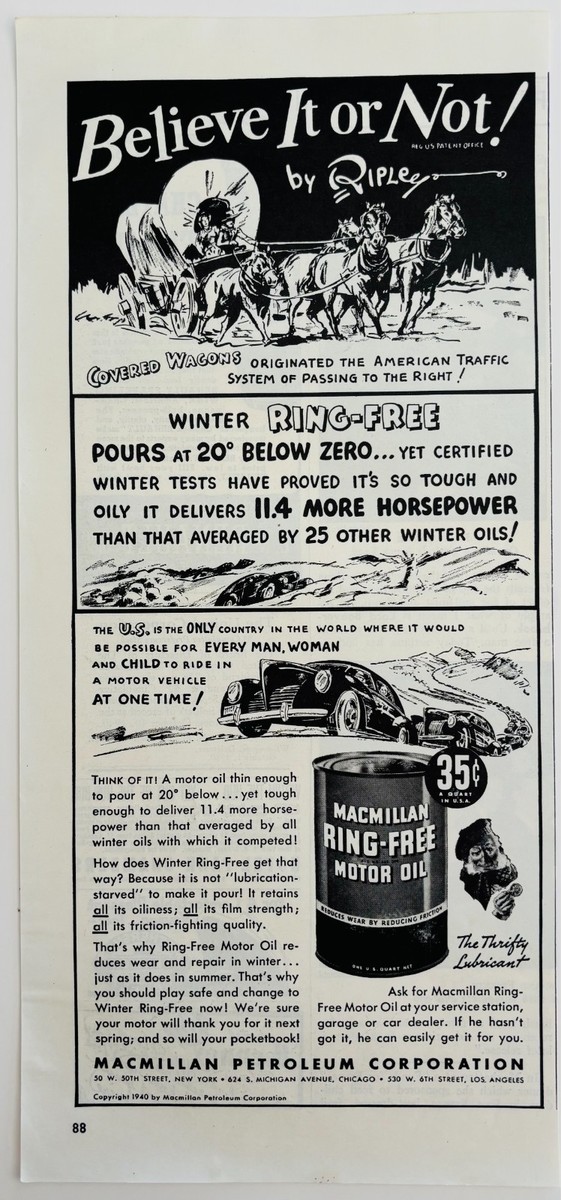 Believe It or Not!
REG. U.S. PATENT OFFICE
by RIPLEY
COVERED WAGONS ORIGINATED THE AMERICAN TRAFFIC
SYSTEM OF PASSING TO THE RIGHT!
WINTER RING-FREE
POURS AT 20° BELOW ZERO... YET CERTIFIED
WINTER TESTS HAVE PROVED IT'S SO TOUGH AND
OILY IT DELIVERS 11.4 MORE HORSEPOWER
THAN THAT AVERAGED BY 25 OTHER WINTER OILS!
THE U.S. IS THE ONLY COUNTRY IN THE WORLD WHERE IT WOULD
BE POSSIBLE FOR EVERY MAN, WOMAN
AND CHILD TO RIDE IN
A MOTOR VEHICLE
AT ONE TIME!
THINK OF IT! A motor oil thin enough
to pour at 20° below...yet tough
enough to deliver 11.4 more horse-
power than that averaged by all
winter oils with which it competed!
How does Winter Ring-Free get that
way? Because it is not "lubrication-
starved" to make it pour! It retains
all its oiliness; all its film strength;
all its friction-fighting quality.
That's why Ring-Free Motor Oil re-
duces wear and repair in winter...
just as it does in summer. That's why
you should play safe and change to
Winter Ring-Free now! We're sure
your motor will thank you for it next
spring; and so will your pocketbook!
35¢
A QUART
IN U.S.A.
MACMILLAN
RING-FREE
MOTOR OIL
REDUCES WEAR BY REDUCING FRICTION
ONE U.S. QUART NET
The Thrifty
Lubricant
Ask for Macmillan Ring-
Free Motor Oil at your service station,
garage or car dealer. If he hasn't
got it, he can easily get it for you.
MACMILLAN PETROLEUM CORPORATION
50 W. 50TH STREET, NEW YORK • 624 S. MICHIGAN AVENUE, CHICAGO • 530 W. 6TH STREET, LOS ANGELES
Copyright 1940 by Macmillan Petroleum Corporation
88